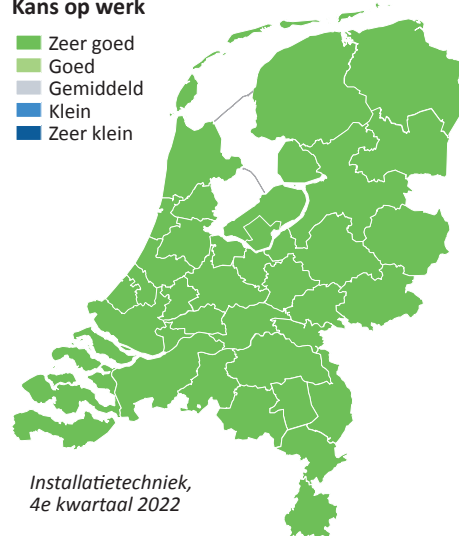 Kans op werk
Zeer goed
Goed
Gemiddeld
Klein
Zeer klein
Installatietechniek,
4e kwartaal 2022